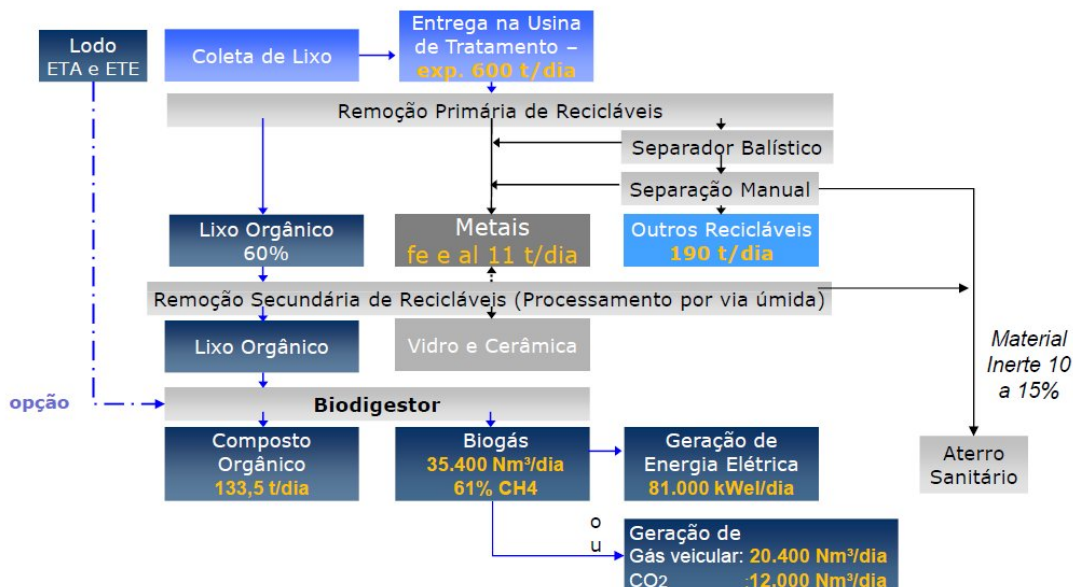 Lodo
ETA e ETE
Coleta de Lixo
Entrega na Usina
de Tratamento –
exp. 600 t/dia
Remoção Primária de Recicláveis
Separador Balístico
Separação Manual
Lixo Orgânico
60%
Metais
fe e al 11 t/dia
Outros Recicláveis
190 t/dia
Remoção Secundária de Recicláveis (Processamento por via úmida)
Lixo Orgânico
Vidro e Cerâmica
Material
Inerte 10
a 15%
opção
Biodigestor
Composto
Orgânico
133,5 t/dia
Biogás
35.400 Nm³/dia
61% CH4
Geração de
Energia Elétrica
81.000 kWel/dia
Aterro
Sanitário
o
u
Geração de
Gás veicular: 20.400 Nm³/dia
CO2 :12.000 Nm³/dia